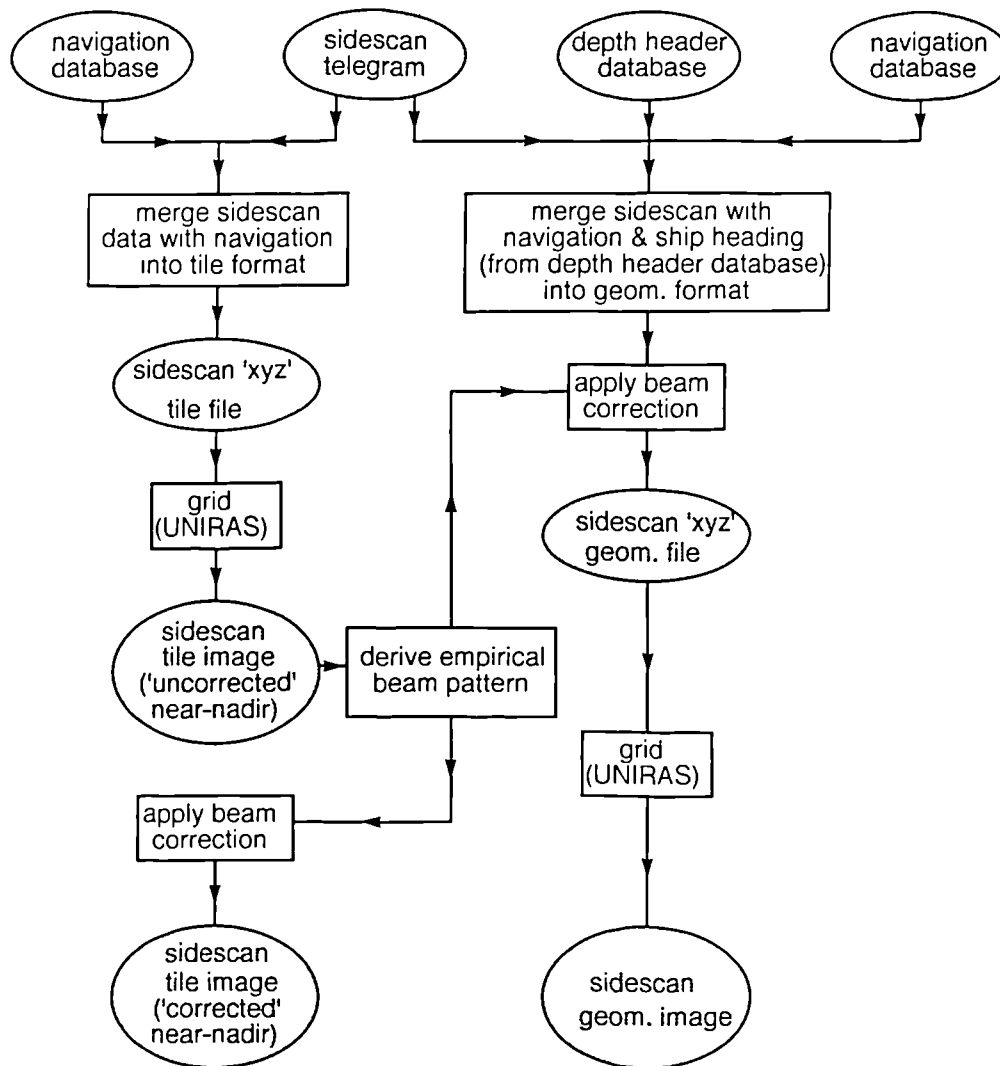 navigation
database
sidescan
telegram
depth header
database
navigation
database
merge sidescan
data with navigation
into tile format
merge sidescan with
navigation & ship heading
(from depth header database)
into geom. format
sidescan 'xyz'
tile file
apply beam
correction
grid
(UNIRAS)
sidescan 'xyz'
geom. file
sidescan
tile image
('uncorrected'
near-nadir)
derive empirical
beam pattern
grid
(UNIRAS)
apply beam
correction
sidescan
tile image
('corrected'
near-nadir)
sidescan
geom. image